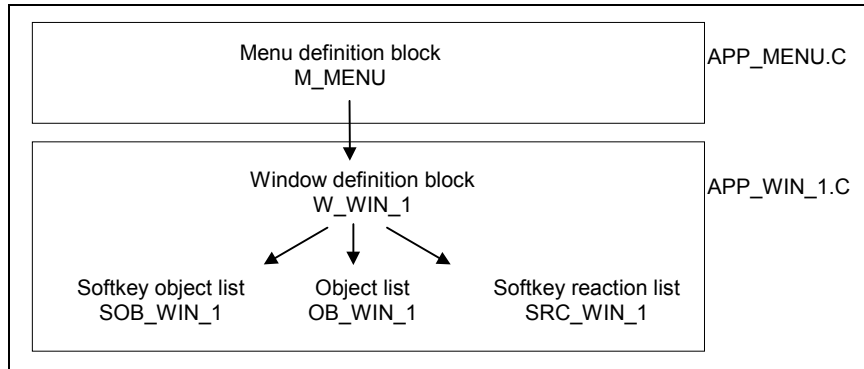 Menu definition block
M_MENU
APP_MENU.C
Window definition block
W_WIN_1
APP_WIN_1.C
Softkey object list
SOB_WIN_1
Object list
OB_WIN_1
Softkey reaction list
SRC_WIN_1